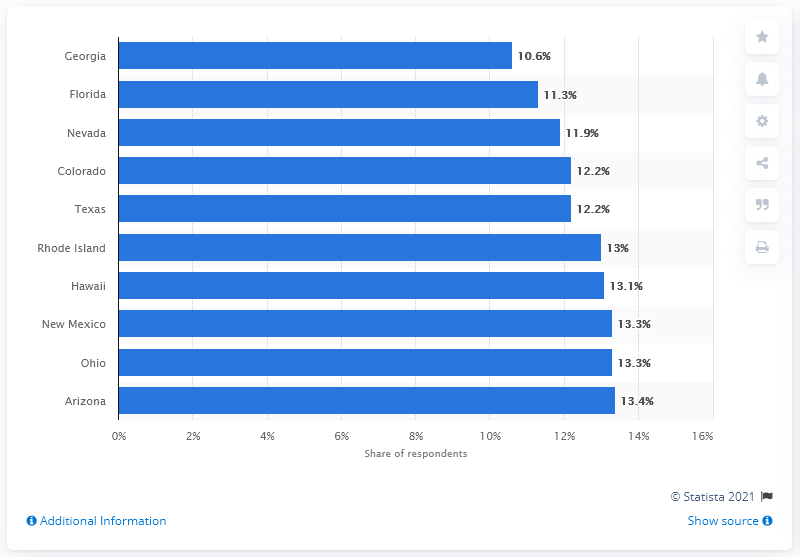 Georgia 10.6%
Florida 11.3%
Nevada 11.9%
Colorado 12.2%
Texas 12.2%
Rhode Island 13%
Hawaii 13.1%
New Mexico 13.3%
Ohio 13.3%
Arizona 13.4%
0% 2% 4% 6% 8% 10% 12% 14% 16%
Share of respondents
© Statista 2021
Additional Information Show source